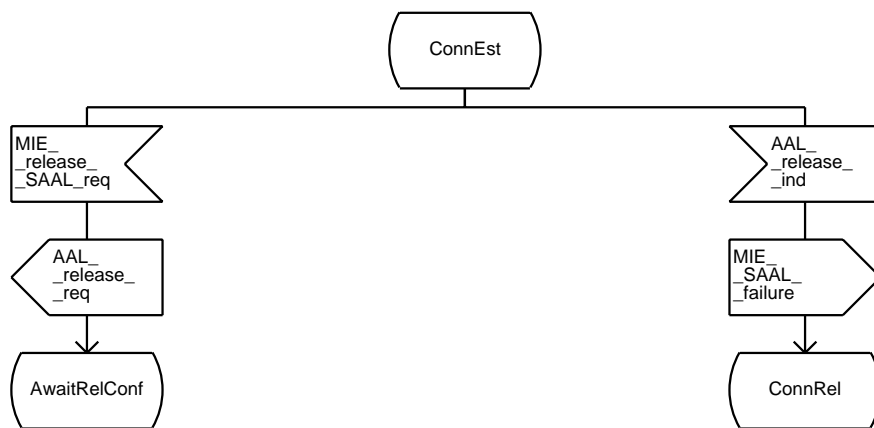 ConnEst
MIE_
_release_
_SAAL_req
AAL_
_release_
_ind
AAL_
_release_
_req
MIE_
_SAAL_
_failure
AwaitRelConf
ConnRel